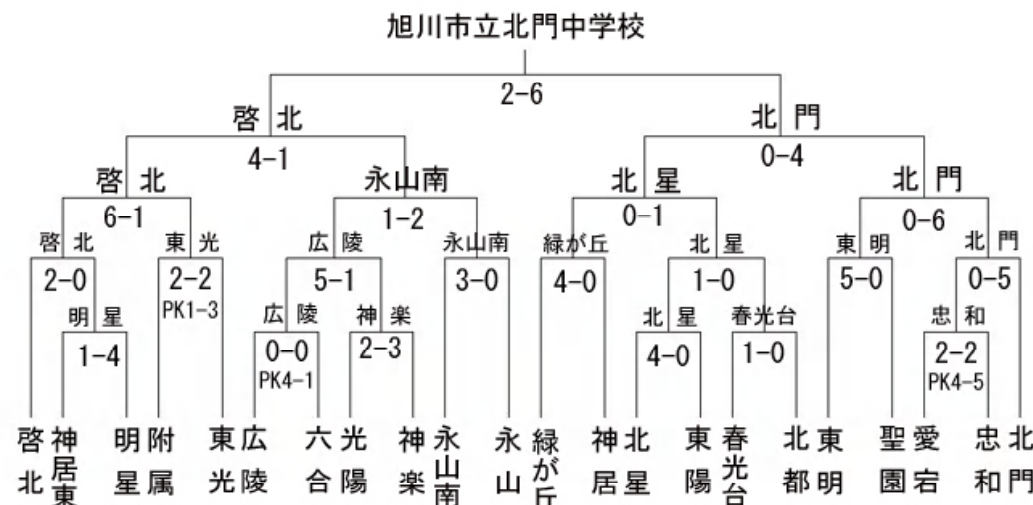 旭川市立北門中学校
2-6
啓北 北門
4-1 0-4
啓北 永山南 北星 北門
6-1 1-2 0-1 0-6
啓北 東光 広陵 永山南 緑が丘 北星 東明 北門
2-0 2-2 5-1 3-0 4-0 1-0 5-0 0-5
PK1-3
明星 広陵 神楽 北星 春光台 忠和
1-4 0-0 2-3 4-0 1-0 2-2
PK4-1 PK4-5
啓北 神居東 明星 附属 東光 広陵 六合 光陽 神楽 永山南 永山 緑が丘 神居 北星 東陽 春光台 北都 東明 聖園 愛宕 忠和 北門